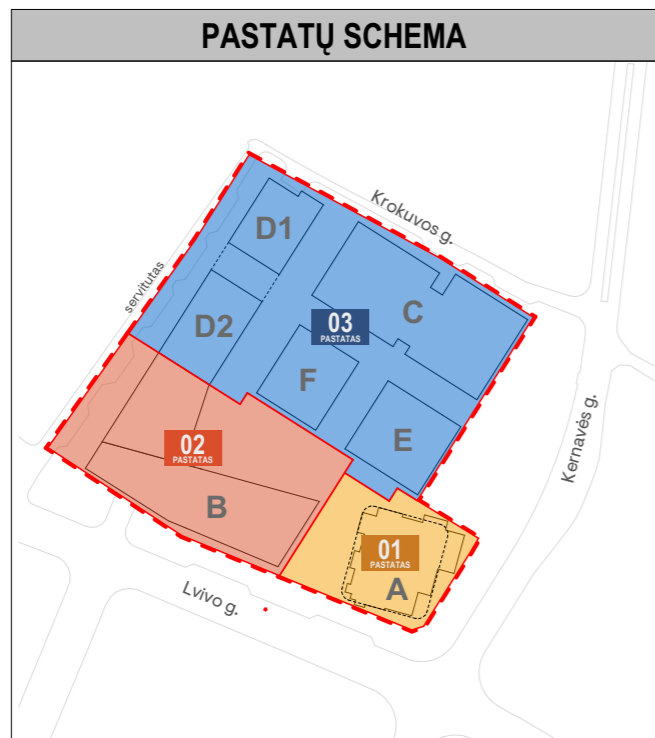 PASTATŲ SCHEMA
Krokuvos g.
D1
servitutas
C
D2
03
PASTATAS
F
Kernavės g.
E
02
PASTATAS
B
01
PASTATAS
A
Lvivo g.